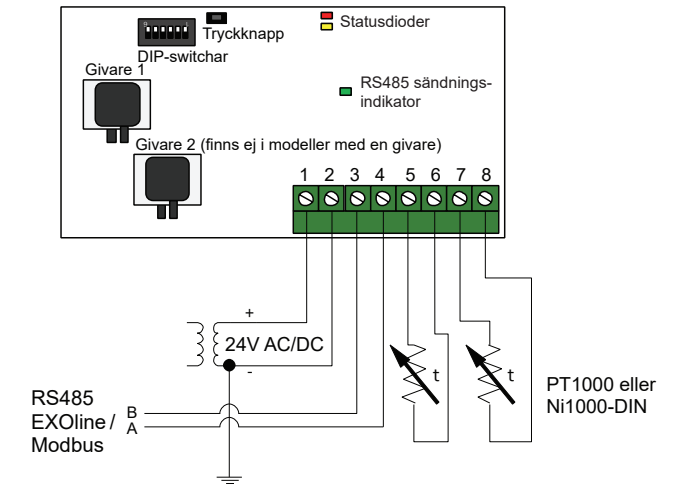 Statusdioder
Tryckknapp
DIP-switchar
Givare 1
RS485 sändnings-
indikator
Givare 2 (finns ej i modeller med en givare)
1 2 3 4 5 6 7 8
+
24V AC/DC
-
t
t
PT1000 eller
Ni1000-DIN
RS485
EXOline /
Modbus
B
A